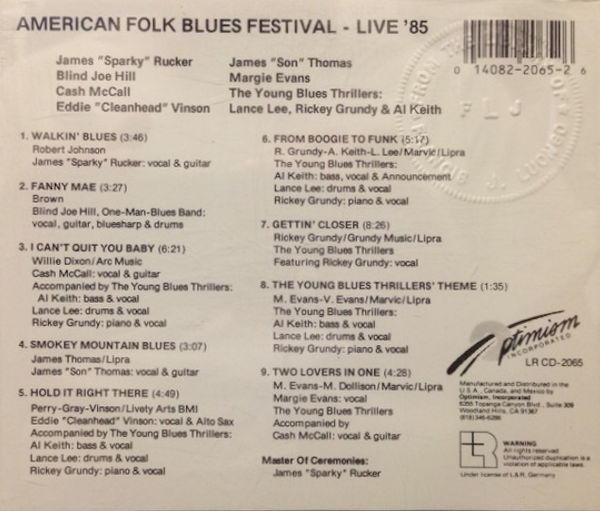 AMERICAN FOLK BLUES FESTIVAL - LIVE '85
James "Sparky" Rucker
Blind Joe Hill
Cash McCall
Eddie "Cleanhead" Vinson
James "Son" Thomas
Margie Evans
The Young Blues Thrillers:
Lance Lee, Rickey Grundy & Al Keith
0 14082-2065-2 6
FROM THE LIBRARY OF
FLJ
1. WALKIN' BLUES (3:46)
Robert Johnson
James "Sparky" Rucker: vocal & guitar
2. FANNY MAE (3:27)
Brown
Blind Joe Hill, One-Man-Blues Band:
vocal, guitar, bluesharp & drums
3. I CAN'T QUIT YOU BABY (6:21)
Willie Dixon/Arc Music
Cash McCall: vocal & guitar
Accompanied by The Young Blues Thrillers:
Al Keith: bass & vocal
Lance Lee: drums & vocal
Rickey Grundy: piano & vocal
4. SMOKEY MOUNTAIN BLUES (3:07)
James Thomas/Lipra
James "Son" Thomas: vocal & guitar
5. HOLD IT RIGHT THERE (4:49)
Perry-Gray-Vinson/Livety Arts BMI
Eddie "Cleanhead" Vinson: vocal & Alto Sax
Accompanied by The Young Blues Thrillers:
Al Keith: bass & vocal
Lance Lee: drums & vocal
Rickey Grundy: piano & vocal
6. FROM BOOGIE TO FUNK (5:17)
R. Grundy-A. Keith-L. Lee/Marvic/Lipra
The Young Blues Thrillers:
Al Keith: bass, vocal & Announcement
Lance Lee: drums & vocal
Rickey Grundy: piano & vocal
7. GETTIN' CLOSER (8:26)
Rickey Grundy/Grundy Music/Lipra
The Young Blues Thrillers
Featuring Rickey Grundy: vocal
8. THE YOUNG BLUES THRILLERS' THEME (1:35)
M. Evans-V. Evans/Marvic/Lipra
The Young Blues Thrillers:
Al Keith: bass & vocal
Lance Lee: drums & vocal
Rickey Grundy: piano & vocal
9. TWO LOVERS IN ONE (4:28)
M. Evans-M. Dollison/Marvic/Lipra
Margie Evans: vocal
The Young Blues Thrillers
Accompanied by
Cash McCall: vocal & guitar
Master Of Ceremonies:
James "Sparky" Rucker
Optimism
INCORPORATED
LR CD-2065
Manufactured and Distributed in the
U.S.A., Canada, and Mexico by
Optimism, Incorporated
6355 Topanga Canyon Blvd., Suite 309
Woodland Hills, CA 91367
(818)346-6286
LR
WARNING
All rights reserved
Unauthorized duplication is a
violation of applicable laws.
Under license of L&R, Germany